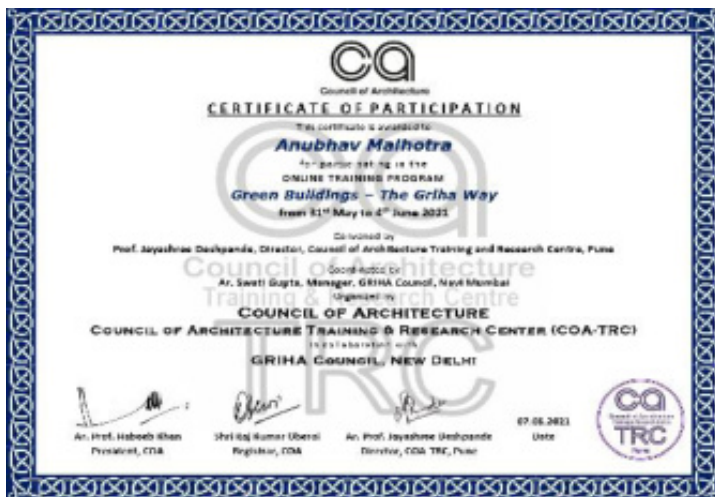 ca
Council of Architecture
CERTIFICATE OF PARTICIPATION
This certificate is awarded to
Anubhav Malhotra
for participating in the
ONLINE TRAINING PROGRAM
Green Buildings – The Griha Way
from 31st May to 4th June 2021
Convened by
Prof. Jayashree Deshpande, Director, Council of Architecture Training and Research Centre, Pune
Coordinated by
Ar. Swati Gupta, Manager, GRIHA Council, Navi Mumbai
Organised by
COUNCIL OF ARCHITECTURE
COUNCIL OF ARCHITECTURE TRAINING & RESEARCH CENTER (COA-TRC)
in collaboration with
GRIHA COUNCIL, NEW DELHI
ca
Council of Architecture
Training & Research Centre
TRC
Ar. Prof. Habeeb Khan
President, COA
Shri Raj Kumar Oberoi
Registrar, COA
Ar. Prof. Jayashree Deshpande
Director, COA TRC, Pune
07.06.2021
Date
ca
TRC
Pune